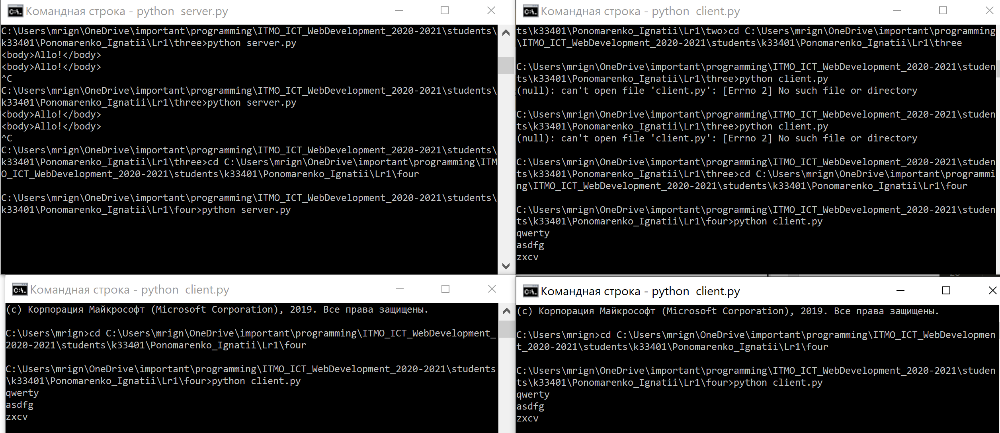 Командная строка - python  server.py
C:\Users\mrign\OneDrive\important\programming\ITMO_ICT_WebDevelopment_2020-2021\students\
k33401\Ponomarenko_Ignatii\Lr1\three>python server.py
<body>Allo!</body>
<body>Allo!</body>
^C
C:\Users\mrign\OneDrive\important\programming\ITMO_ICT_WebDevelopment_2020-2021\students\
k33401\Ponomarenko_Ignatii\Lr1\three>python server.py
<body>Allo!</body>
<body>Allo!</body>
^C
C:\Users\mrign\OneDrive\important\programming\ITMO_ICT_WebDevelopment_2020-2021\students\
k33401\Ponomarenko_Ignatii\Lr1\three>cd C:\Users\mrign\OneDrive\important\programming\ITM
O_ICT_WebDevelopment_2020-2021\students\k33401\Ponomarenko_Ignatii\Lr1\four
C:\Users\mrign\OneDrive\important\programming\ITMO_ICT_WebDevelopment_2020-2021\students\
k33401\Ponomarenko_Ignatii\Lr1\four>python server.py
Командная строка - python  client.py
ts\k33401\Ponomarenko_Ignatii\Lr1\two>cd C:\Users\mrign\OneDrive\important\programming
\ITMO_ICT_WebDevelopment_2020-2021\students\k33401\Ponomarenko_Ignatii\Lr1\three
C:\Users\mrign\OneDrive\important\programming\ITMO_ICT_WebDevelopment_2020-2021\studen
ts\k33401\Ponomarenko_Ignatii\Lr1\three>python client.py
(null): can't open file 'client.py': [Errno 2] No such file or directory
C:\Users\mrign\OneDrive\important\programming\ITMO_ICT_WebDevelopment_2020-2021\studen
ts\k33401\Ponomarenko_Ignatii\Lr1\three>python client.py
(null): can't open file 'client.py': [Errno 2] No such file or directory
C:\Users\mrign\OneDrive\important\programming\ITMO_ICT_WebDevelopment_2020-2021\studen
ts\k33401\Ponomarenko_Ignatii\Lr1\three>cd C:\Users\mrign\OneDrive\important\programmi
ng\ITMO_ICT_WebDevelopment_2020-2021\students\k33401\Ponomarenko_Ignatii\Lr1\four
C:\Users\mrign\OneDrive\important\programming\ITMO_ICT_WebDevelopment_2020-2021\studen
ts\k33401\Ponomarenko_Ignatii\Lr1\four>python client.py
qwerty
asdfg
zxcv
Командная строка - python  client.py
(c) Корпорация Майкрософт (Microsoft Corporation), 2019. Все права защищены.
C:\Users\mrign>cd C:\Users\mrign\OneDrive\important\programming\ITMO_ICT_WebDevelopment_
2020-2021\students\k33401\Ponomarenko_Ignatii\Lr1\four
C:\Users\mrign\OneDrive\important\programming\ITMO_ICT_WebDevelopment_2020-2021\students
\k33401\Ponomarenko_Ignatii\Lr1\four>python client.py
qwerty
asdfg
zxcv
Командная строка - python  client.py
(c) Корпорация Майкрософт (Microsoft Corporation), 2019. Все права защищены.
C:\Users\mrign>cd C:\Users\mrign\OneDrive\important\programming\ITMO_ICT_WebDevelopmen
t_2020-2021\students\k33401\Ponomarenko_Ignatii\Lr1\four
C:\Users\mrign\OneDrive\important\programming\ITMO_ICT_WebDevelopment_2020-2021\studen
ts\k33401\Ponomarenko_Ignatii\Lr1\four>python client.py
qwerty
asdfg
zxcv